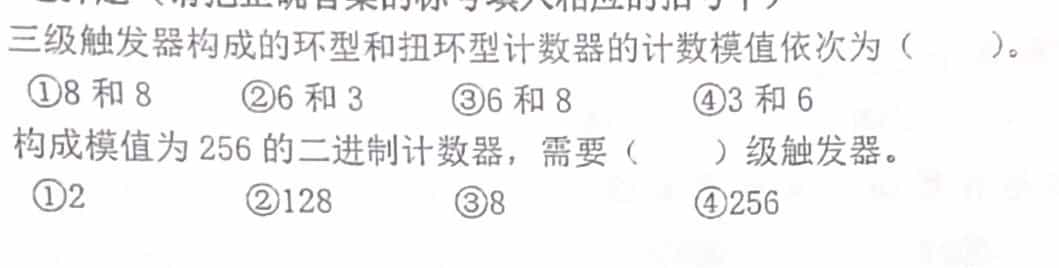 三级触发器构成的环型和扭环型计数器的计数模值依次为（ ）。
①8 和 8 ②6 和 3 ③6 和 8 ④3 和 6
构成模值为 256 的二进制计数器，需要（ ）级触发器。
①2 ②128 ③8 ④256